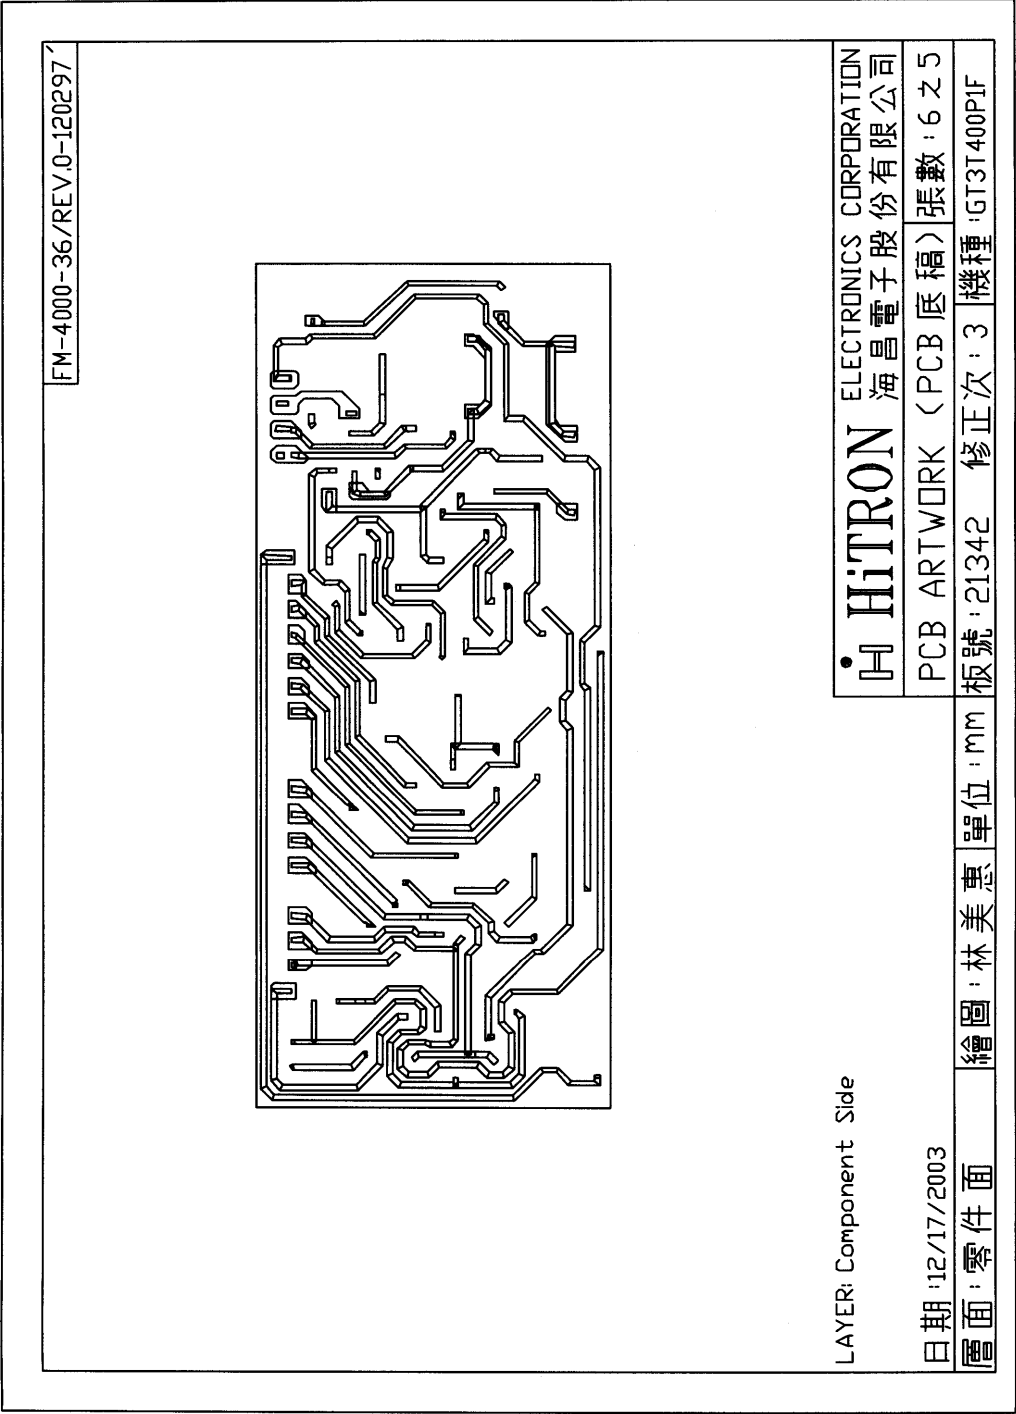 FM-4000-36/REV.0-120297
LAYER: Component Side
HiTRON ELECTRONICS CORPORATION
海昌電子股份有限公司
PCB ARTWORK (PCB 底稿) 張數:6之5
日期:12/17/2003
層面:零件面 繪圖:林美惠 單位:mm 板號:21342 修正次:3 機種:GT3T400P1F